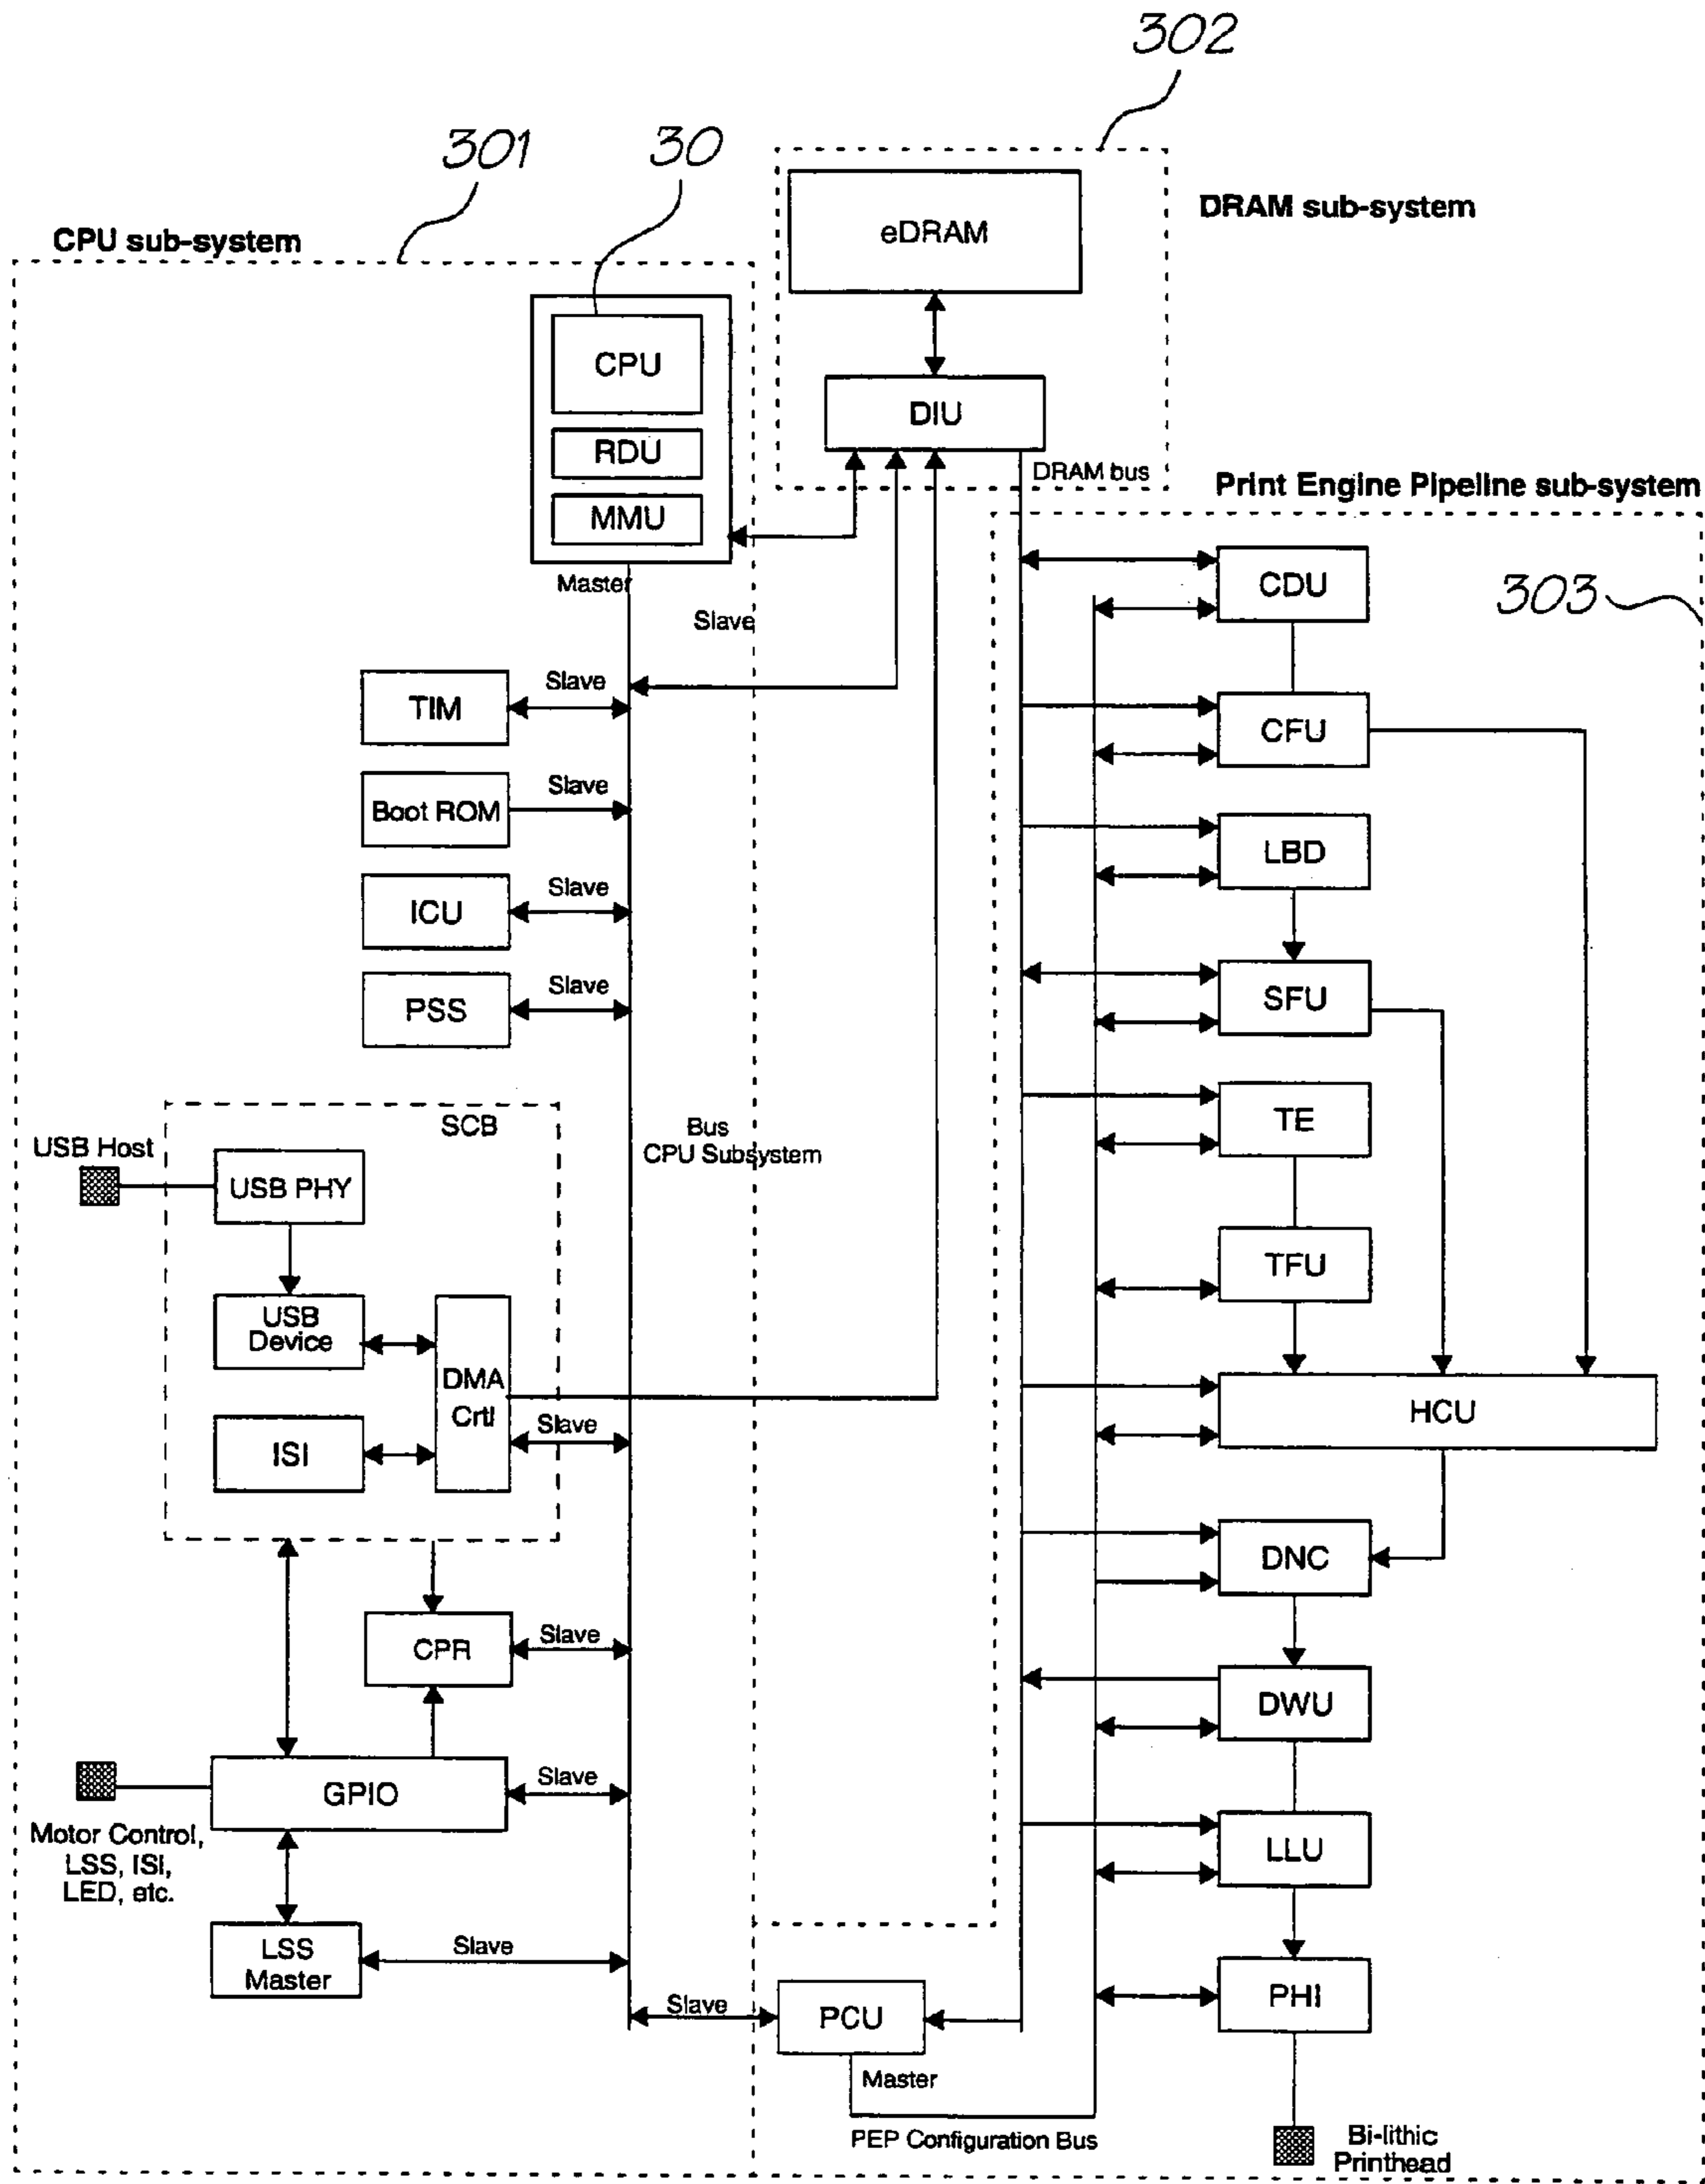 302
301
30
DRAM sub-system
eDRAM
CPU sub-system
CPU
DIU
RDU
DRAM bus
Print Engine Pipeline sub-system
MMU
Master
CDU
303
Slave
TIM
Slave
CFU
Boot ROM
Slave
LBD
ICU
Slave
PSS
Slave
SFU
SCB
TE
USB Host
Bus
CPU Subsystem
USB PHY
TFU
USB
Device
DMA
Crtl
HCU
Slave
ISI
DNC
CPR
Slave
DWU
GPIO
Slave
Motor Control,
LSS, ISI,
LED, etc.
LLU
LSS
Master
Slave
PHI
Slave
PCU
Master
PEP Configuration Bus
Bi-lithic
Printhead